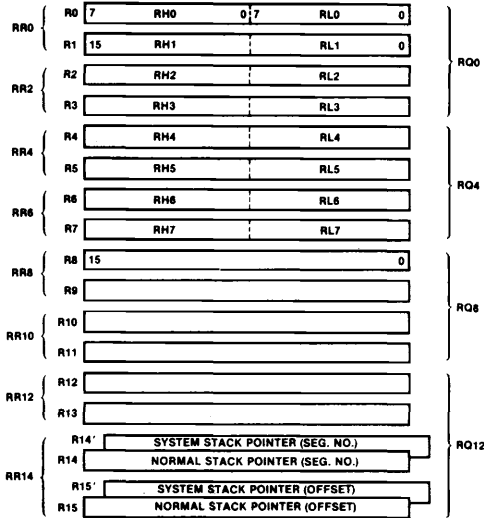 RR0
R0 7 RH0 0 7 RL0 0
R1 15 RH1 RL1 0
RQ0
RR2
R2 RH2 RL2
R3 RH3 RL3
RR4
R4 RH4 RL4
R5 RH5 RL5
RQ4
RR6
R6 RH6 RL6
R7 RH7 RL7
RR8
R8 15 0
R9
RQ8
RR10
R10
R11
RR12
R12
R13
RQ12
RR14
R14' SYSTEM STACK POINTER (SEG. NO.)
R14 NORMAL STACK POINTER (SEG. NO.)
R15' SYSTEM STACK POINTER (OFFSET)
R15 NORMAL STACK POINTER (OFFSET)